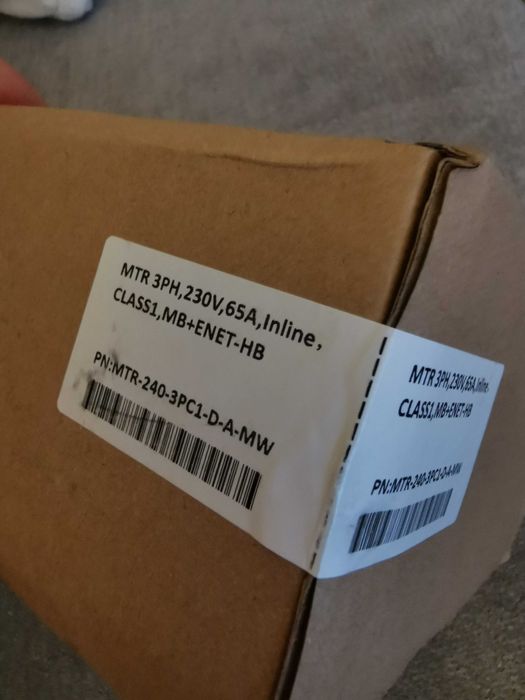 MTR 3PH,230V,65A,Inline,
CLASS1,MB+ENET-HB
PN:MTR-240-3PC1-D-A-MW
MTR 3PH,230V,65A,Inline,
CLASS1,MB+ENET-HB
PN:MTR-240-3PC1-D-A-MW